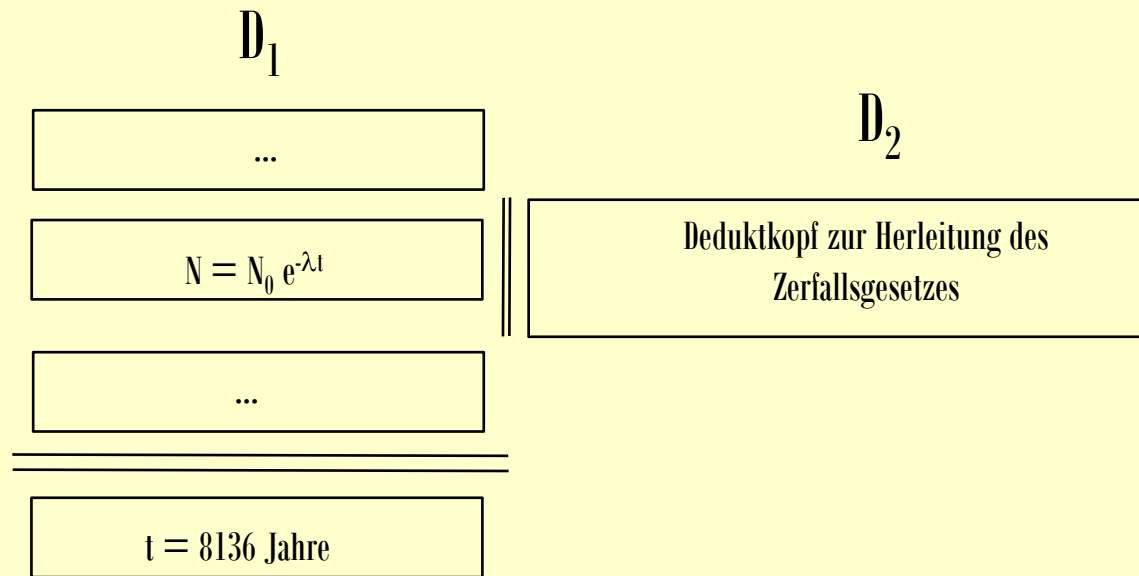 D₁
...
N = N₀ e^-λt
...
t = 8136 Jahre
D₂
Deduktkopf zur Herleitung des
Zerfallsgesetzes